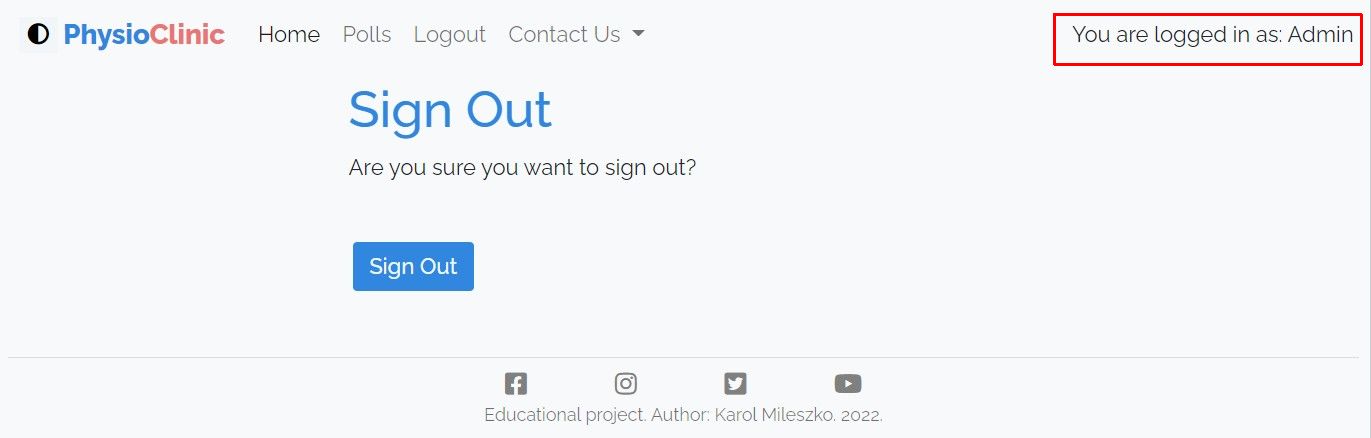 PhysioClinic Home Polls Logout Contact Us You are logged in as: Admin
Sign Out
Are you sure you want to sign out?
Sign Out
Educational project. Author: Karol Mileszko. 2022.